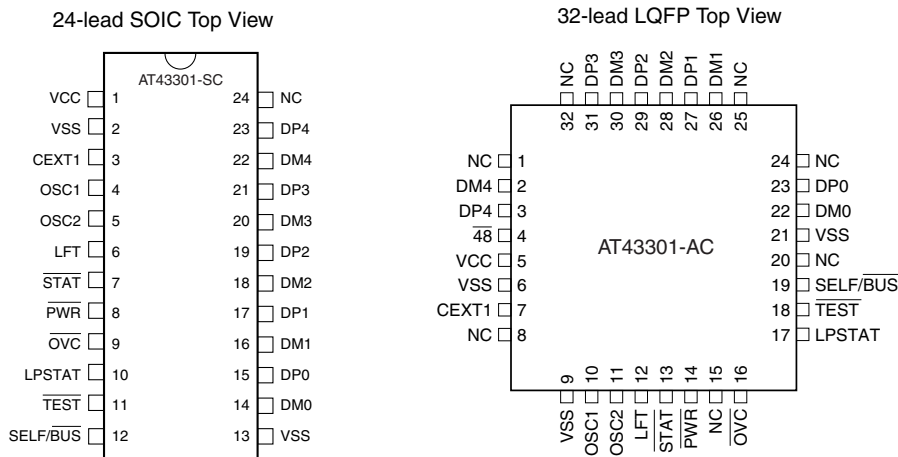 24-lead SOIC Top View
AT43301-SC
VCC 1 24 NC
VSS 2 23 DP4
CEXT1 3 22 DM4
OSC1 4 21 DP3
OSC2 5 20 DM3
LFT 6 19 DP2
STAT 7 18 DM2
PWR 8 17 DP1
OVC 9 16 DM1
LPSTAT 10 15 DP0
TEST 11 14 DM0
SELF/BUS 12 13 VSS
32-lead LQFP Top View
NC DP3 DM3 DP2 DM2 DP1 DM1 NC
32 31 30 29 28 27 26 25
NC 1 24 NC
DM4 2 23 DP0
DP4 3 22 DM0
48 4 21 VSS
AT43301-AC
VCC 5 20 NC
VSS 6 19 SELF/BUS
CEXT1 7 18 TEST
NC 8 17 LPSTAT
9 10 11 12 13 14 15 16
VSS OSC1 OSC2 LFT STAT PWR NC OVC